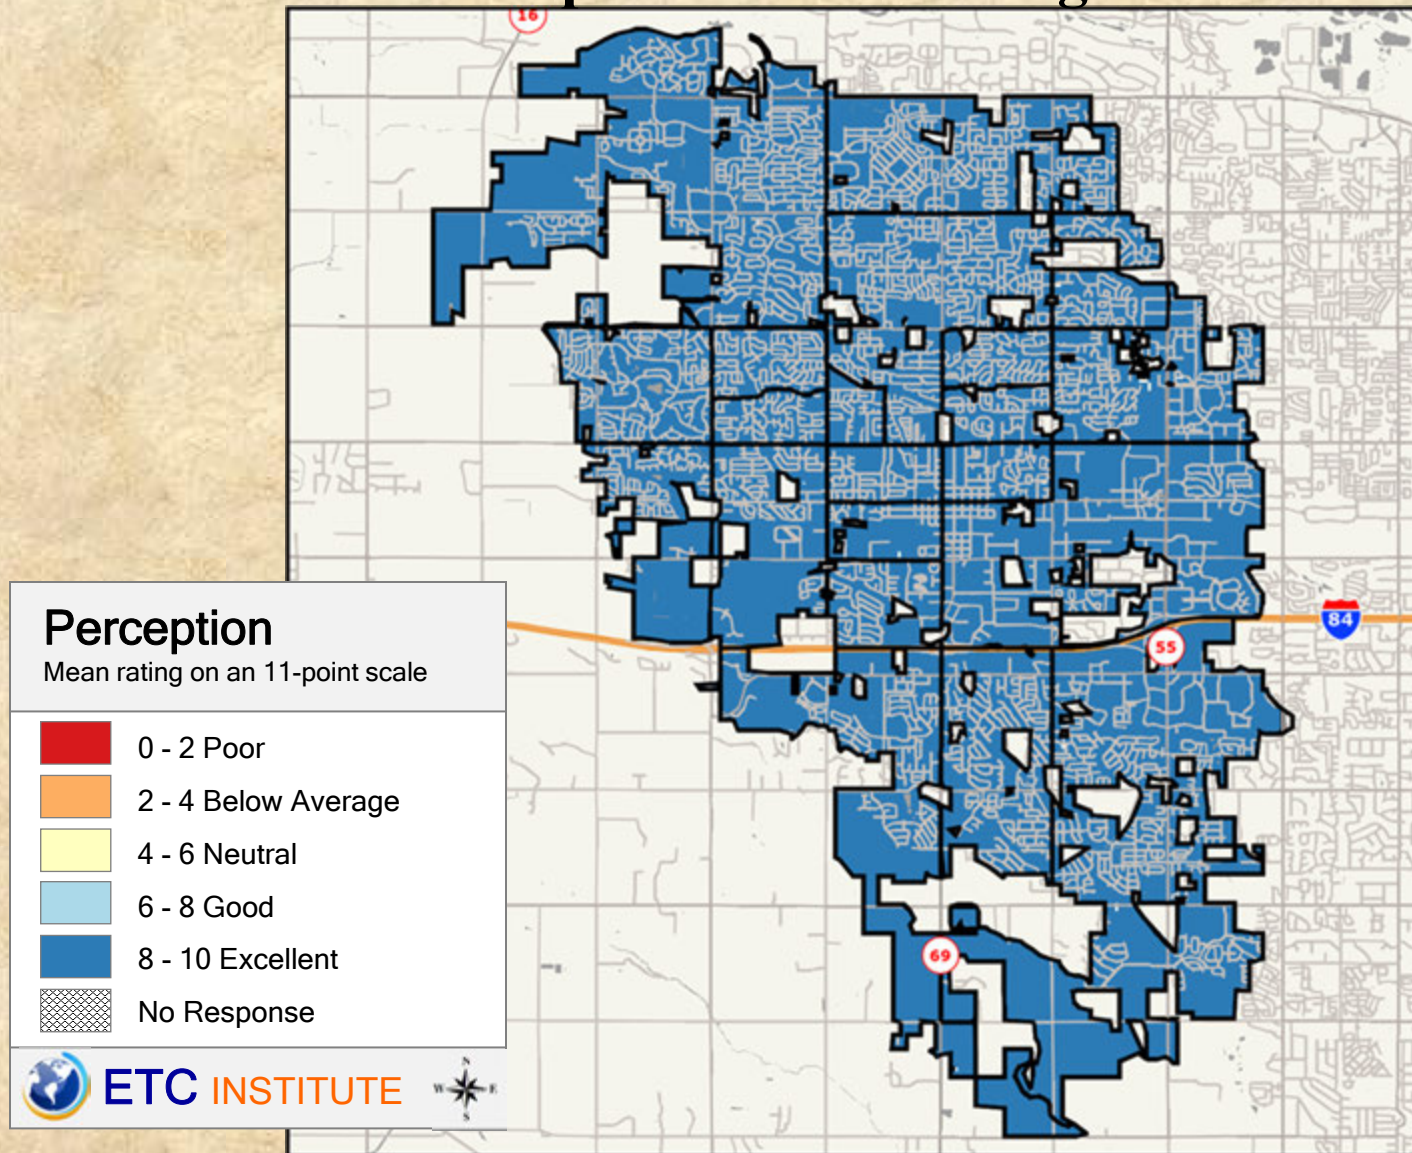 16
84
55
69
Perception
Mean rating on an 11-point scale
0 - 2 Poor
2 - 4 Below Average
4 - 6 Neutral
6 - 8 Good
8 - 10 Excellent
No Response
ETC INSTITUTE
N
W E
S